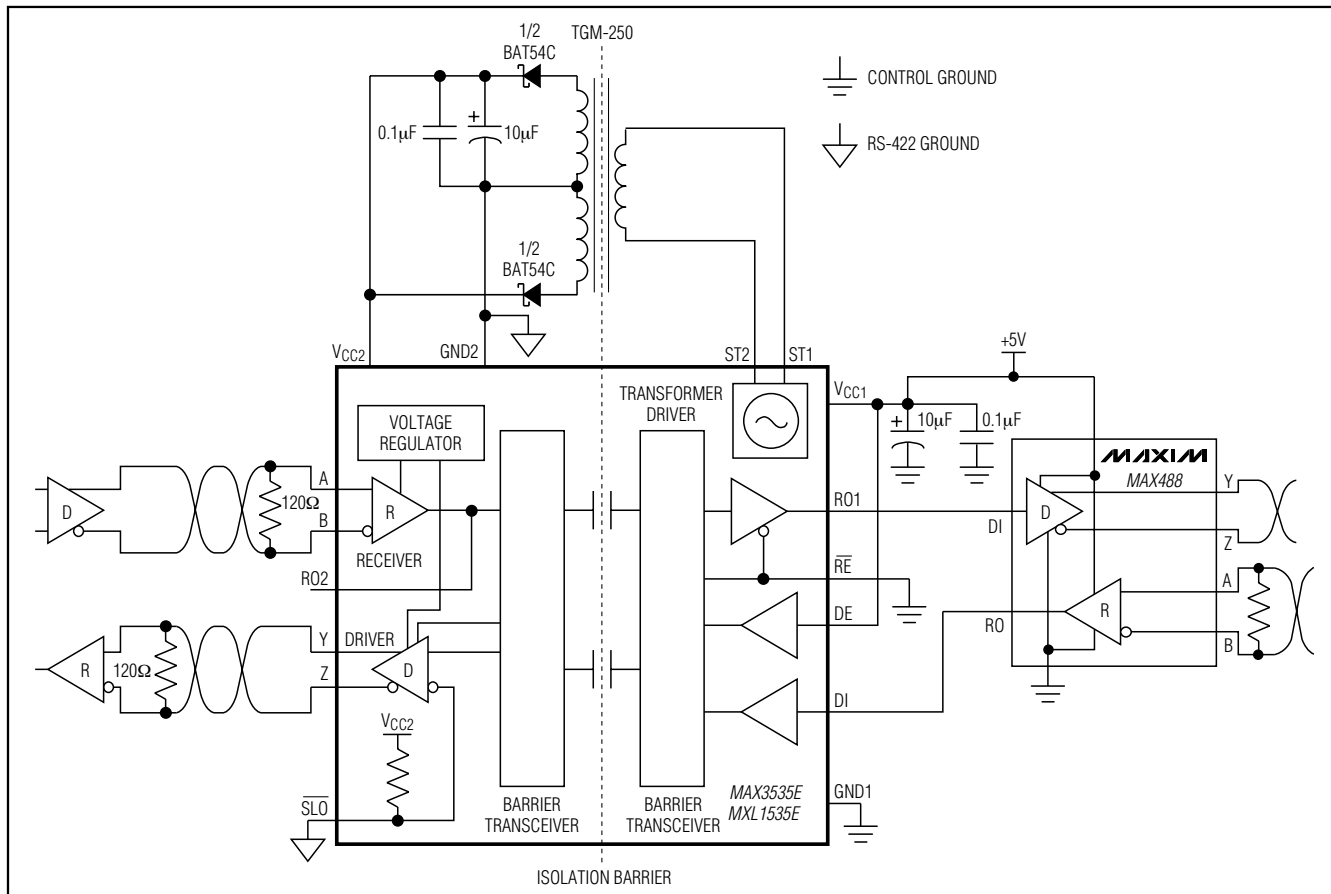 1/2
BAT54C
TGM-250
CONTROL GROUND
0.1µF
+
10µF
RS-422 GROUND
1/2
BAT54C
VCC2
GND2
ST2
ST1
+5V
VCC1
VOLTAGE
REGULATOR
TRANSFORMER
DRIVER
+
10µF
0.1µF
MAXIM
MAX488
D
120Ω
A
B
R
RECEIVER
RO1
DI
D
Y
Z
RO2
RE
A
DE
RO
R
B
R
120Ω
Y
Z
DRIVER
D
DI
VCC2
SLO
BARRIER
TRANSCEIVER
BARRIER
TRANSCEIVER
MAX3535E
MXL1535E
GND1
ISOLATION BARRIER